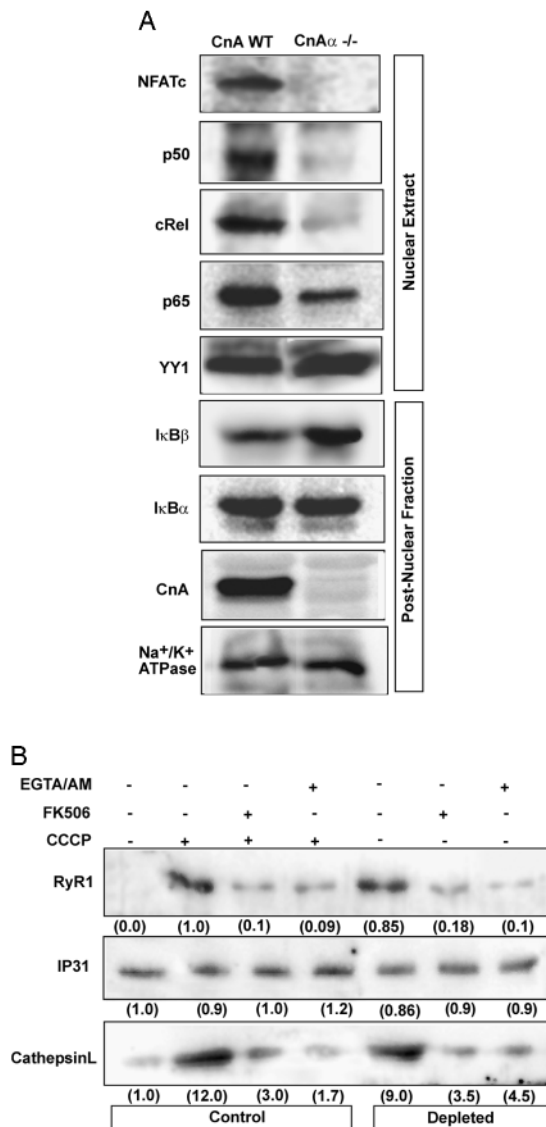 A
CnA WT CnAα -/-
NFATc
p50
cRel
p65
YY1
Nuclear Extract
IκBβ
IκBα
CnA
Na+/K+
ATPase
Post-Nuclear Fraction
B
EGTA/AM - - - + - - +
FK506 - - + - - + -
CCCP - + + + - - -
RyR1
(0.0) (1.0) (0.1) (0.09) (0.85) (0.18) (0.1)
IP31
(1.0) (0.9) (1.0) (1.2) (0.86) (0.9) (0.9)
CathepsinL
(1.0) (12.0) (3.0) (1.7) (9.0) (3.5) (4.5)
Control Depleted